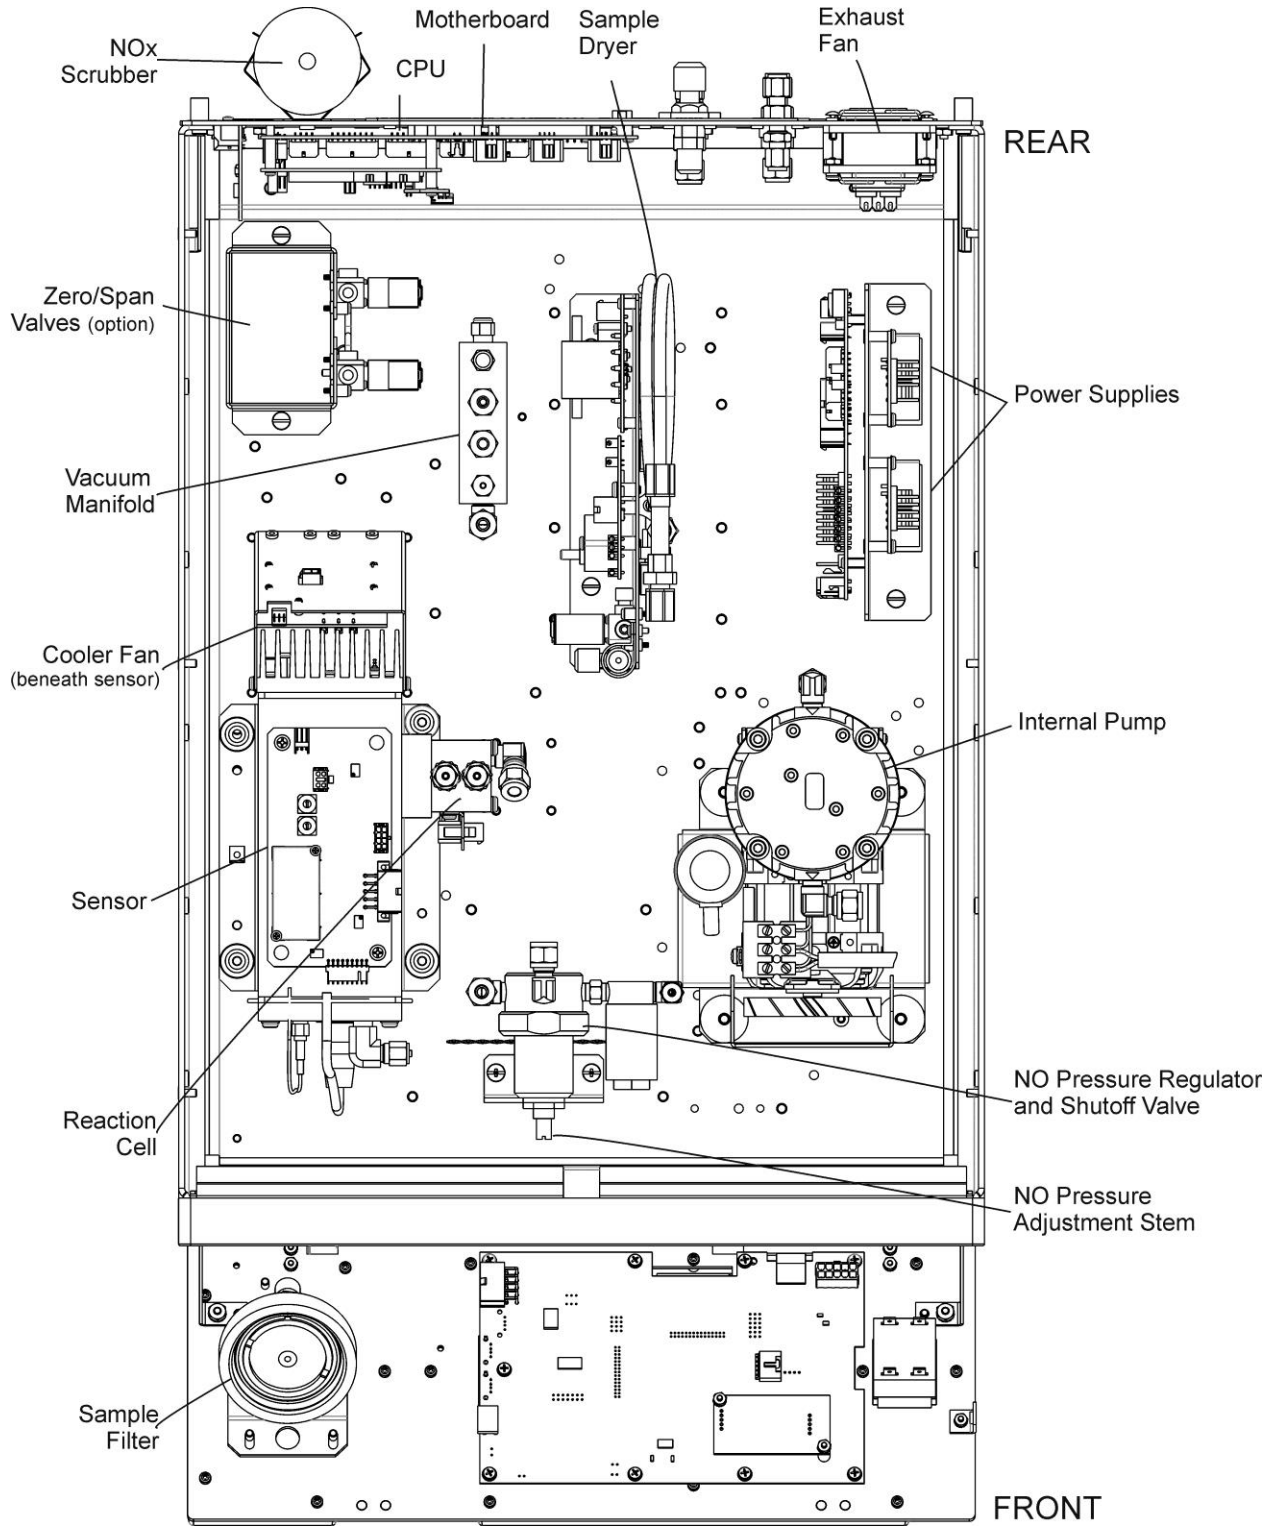 NOx
Scrubber
CPU
Motherboard
Sample
Dryer
Exhaust
Fan
REAR
Zero/Span
Valves (option)
Power Supplies
Vacuum
Manifold
Cooler Fan
(beneath sensor)
Internal Pump
Sensor
Reaction
Cell
NO Pressure Regulator
and Shutoff Valve
NO Pressure
Adjustment Stem
Sample
Filter
FRONT